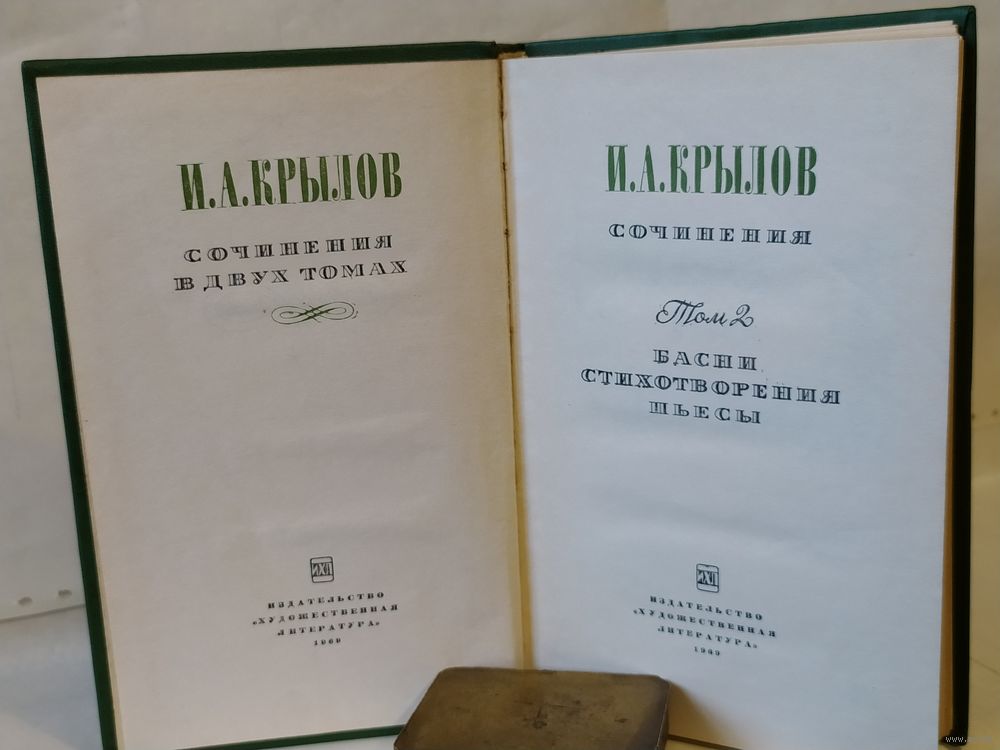 И.А.КРЫЛОВ
СОЧИНЕНИЯ
В ДВУХ ТОМАХ
ИЗДАТЕЛЬСТВО
«ХУДОЖЕСТВЕННАЯ
ЛИТЕРАТУРА»
1969
И.А.КРЫЛОВ
СОЧИНЕНИЯ
Том 2
БАСНИ
СТИХОТВОРЕНИЯ
ПЬЕСЫ
ИЗДАТЕЛЬСТВО
«ХУДОЖЕСТВЕННАЯ
ЛИТЕРАТУРА»
1969